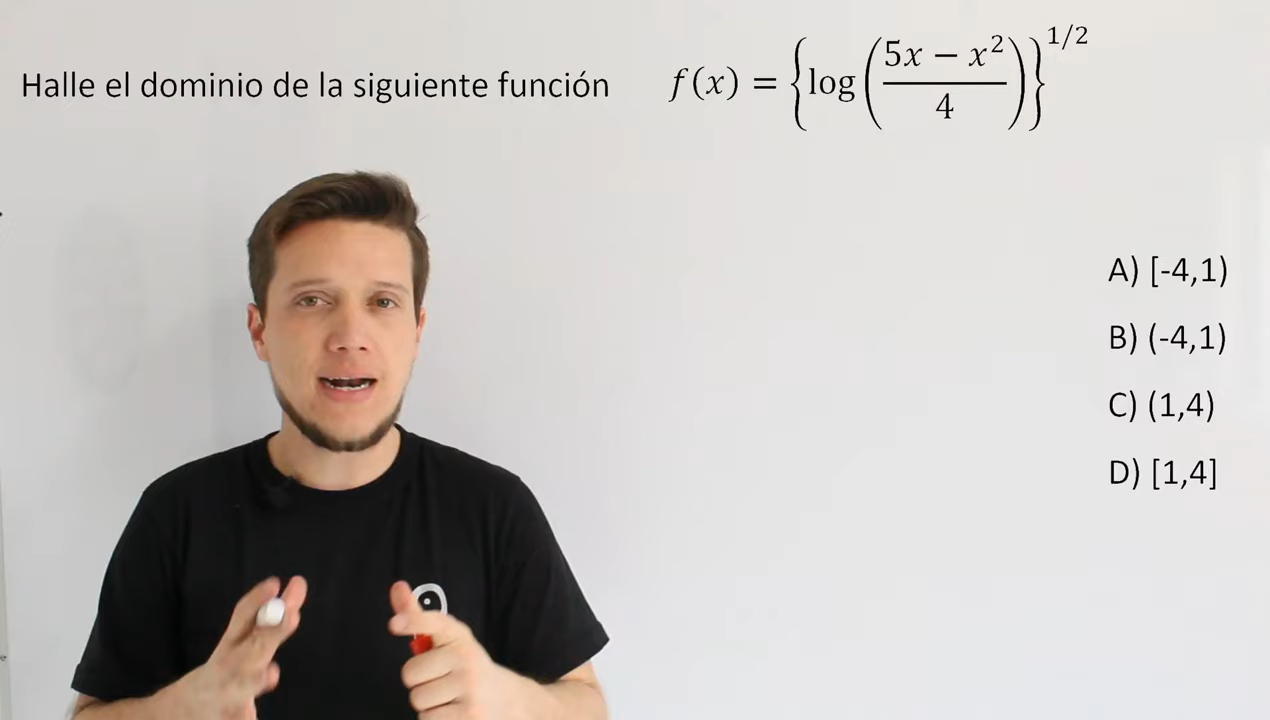 Halle el dominio de la siguiente función f(x) = {log((5x − x²)/4)}^{1/2}
A) [-4,1)
B) (-4,1)
C) (1,4)
D) [1,4]